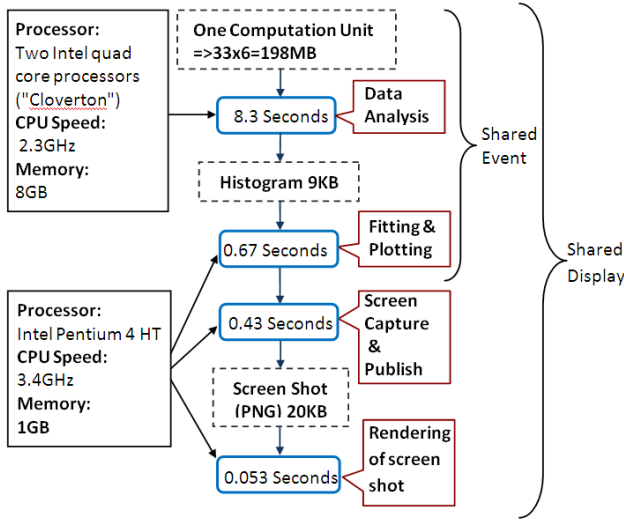 Processor:
Two Intel quad
core processors
("Cloverton")
CPU Speed:
2.3GHz
Memory:
8GB
One Computation Unit
=>33x6=198MB
8.3 Seconds
Data
Analysis
Histogram 9KB
0.67 Seconds
Fitting &
Plotting
Shared
Event
Shared
Display
Processor:
Intel Pentium 4 HT
CPU Speed:
3.4GHz
Memory:
1GB
0.43 Seconds
Screen
Capture
&
Publish
Screen Shot
(PNG) 20KB
0.053 Seconds
Rendering
of screen
shot